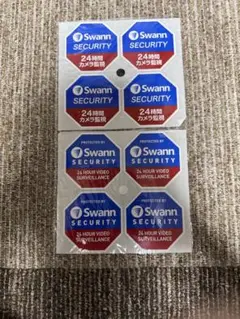 Swann
SECURITY
24時間
カメラ監視
Swann
SECURITY
24時間
カメラ監視
Swann
SECURITY
24時間
カメラ監視
Swann
SECURITY
24時間
カメラ監視
PROTECTED BY
Swann
SECURITY
24 HOUR VIDEO
SURVEILLANCE
PROTECTED BY
Swann
SECURITY
24 HOUR VIDEO
SURVEILLANCE
PROTECTED BY
Swann
SECURITY
24 HOUR VIDEO
SURVEILLANCE
PROTECTED BY
Swann
SECURITY
24 HOUR VIDEO
SURVEILLANCE